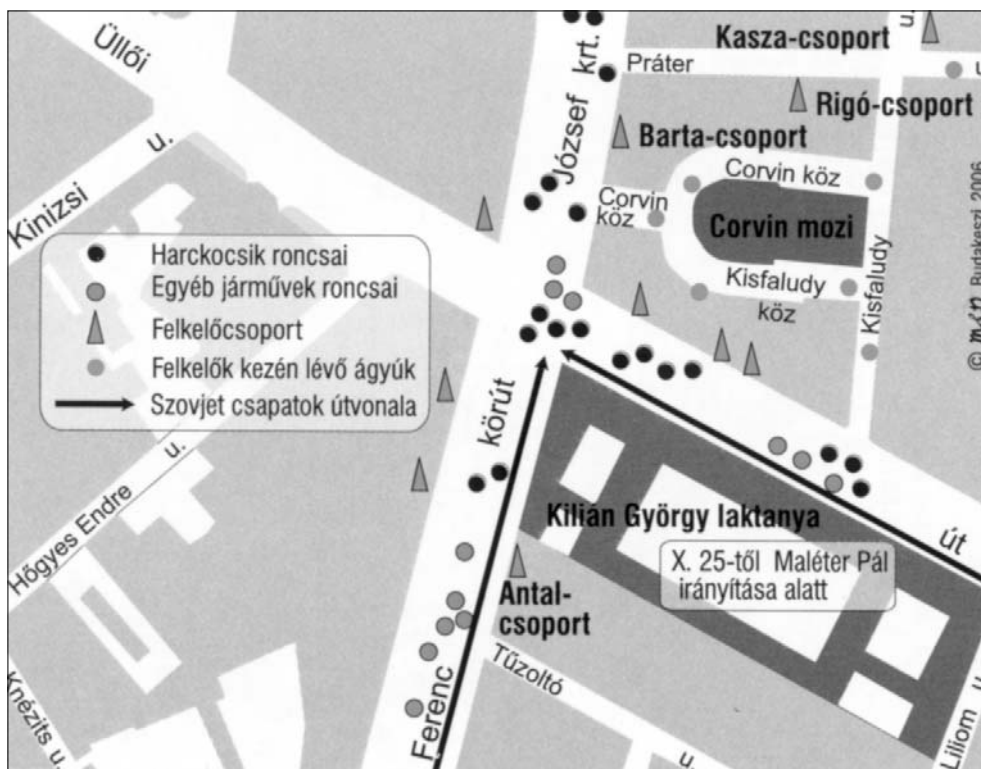 Üllői
Kinizsi
u.
József krt.
Práter
u.
u.
Kasza-csoport
Rigó-csoport
Barta-csoport
Corvin köz
Corvin
köz
Corvin mozi
Kisfaludy
köz
Kisfaludy
Budakeszi 2006
Harckocsik roncsai
Egyéb járművek roncsai
Felkelőcsoport
Felkelők kezén lévő ágyúk
Szovjet csapatok útvonala
Hőgyes Endre
u.
körút
Ferenc
Kilián György laktanya
X. 25-től Maléter Pál
irányítása alatt
út
Antal-
csoport
Tűzoltó
u.
Knézits u.
Liliom
u.